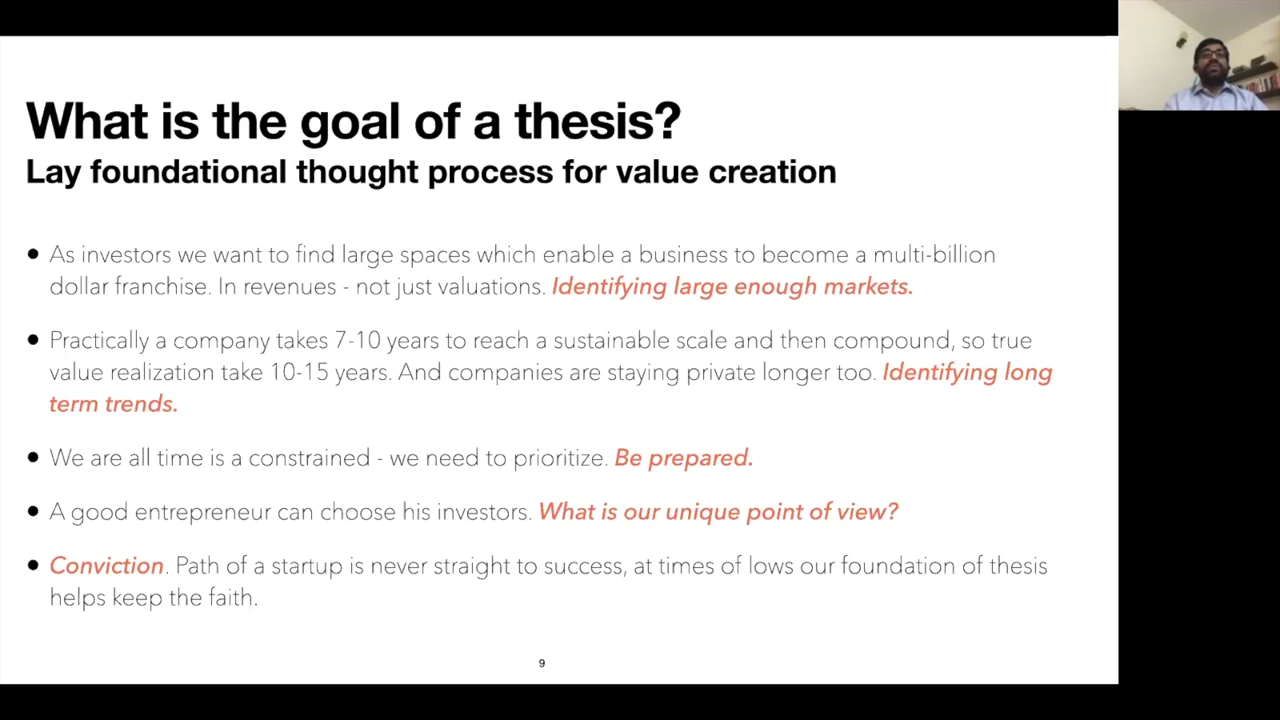 What is the goal of a thesis?
Lay foundational thought process for value creation
● As investors we want to find large spaces which enable a business to become a multi-billion
dollar franchise. In revenues - not just valuations. Identifying large enough markets.
● Practically a company takes 7-10 years to reach a sustainable scale and then compound, so true
value realization take 10-15 years. And companies are staying private longer too. Identifying long
term trends.
● We are all time is a constrained - we need to prioritize. Be prepared.
● A good entrepreneur can choose his investors. What is our unique point of view?
● Conviction. Path of a startup is never straight to success, at times of lows our foundation of thesis
helps keep the faith.
9